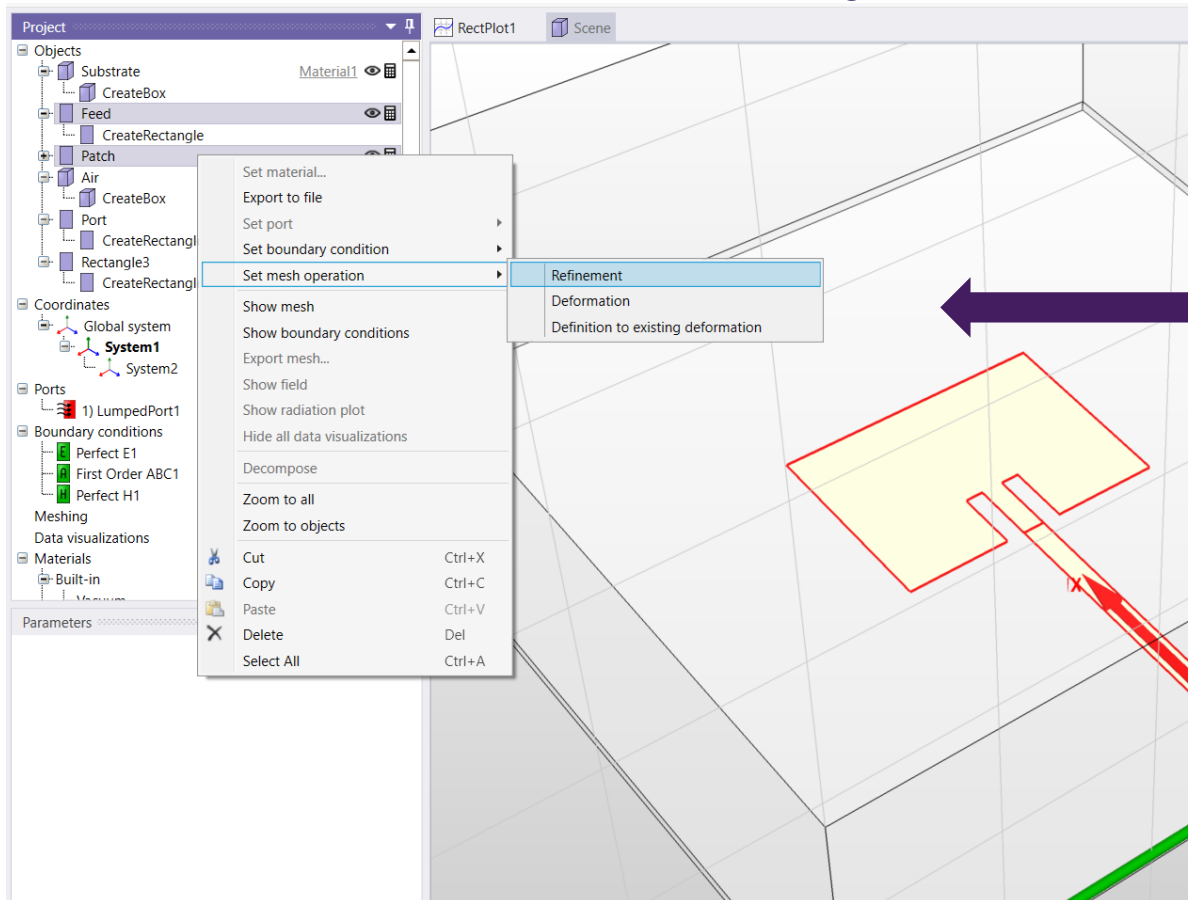 Project
RectPlot1
Scene
Objects
Substrate Material1
CreateBox
Feed
CreateRectangle
Patch
Air
CreateBox
Port
CreateRectangl
Rectangle3
CreateRectangl
Coordinates
Global system
System1
System2
Ports
1) LumpedPort1
Boundary conditions
E Perfect E1
A First Order ABC1
H Perfect H1
Meshing
Data visualizations
Materials
Built-in
Vacuum
Parameters
Set material...
Export to file
Set port
Set boundary condition
Set mesh operation
Show mesh
Show boundary conditions
Export mesh...
Show field
Show radiation plot
Hide all data visualizations
Decompose
Zoom to all
Zoom to objects
Cut Ctrl+X
Copy Ctrl+C
Paste Ctrl+V
Delete Del
Select All Ctrl+A
Refinement
Deformation
Definition to existing deformation
X